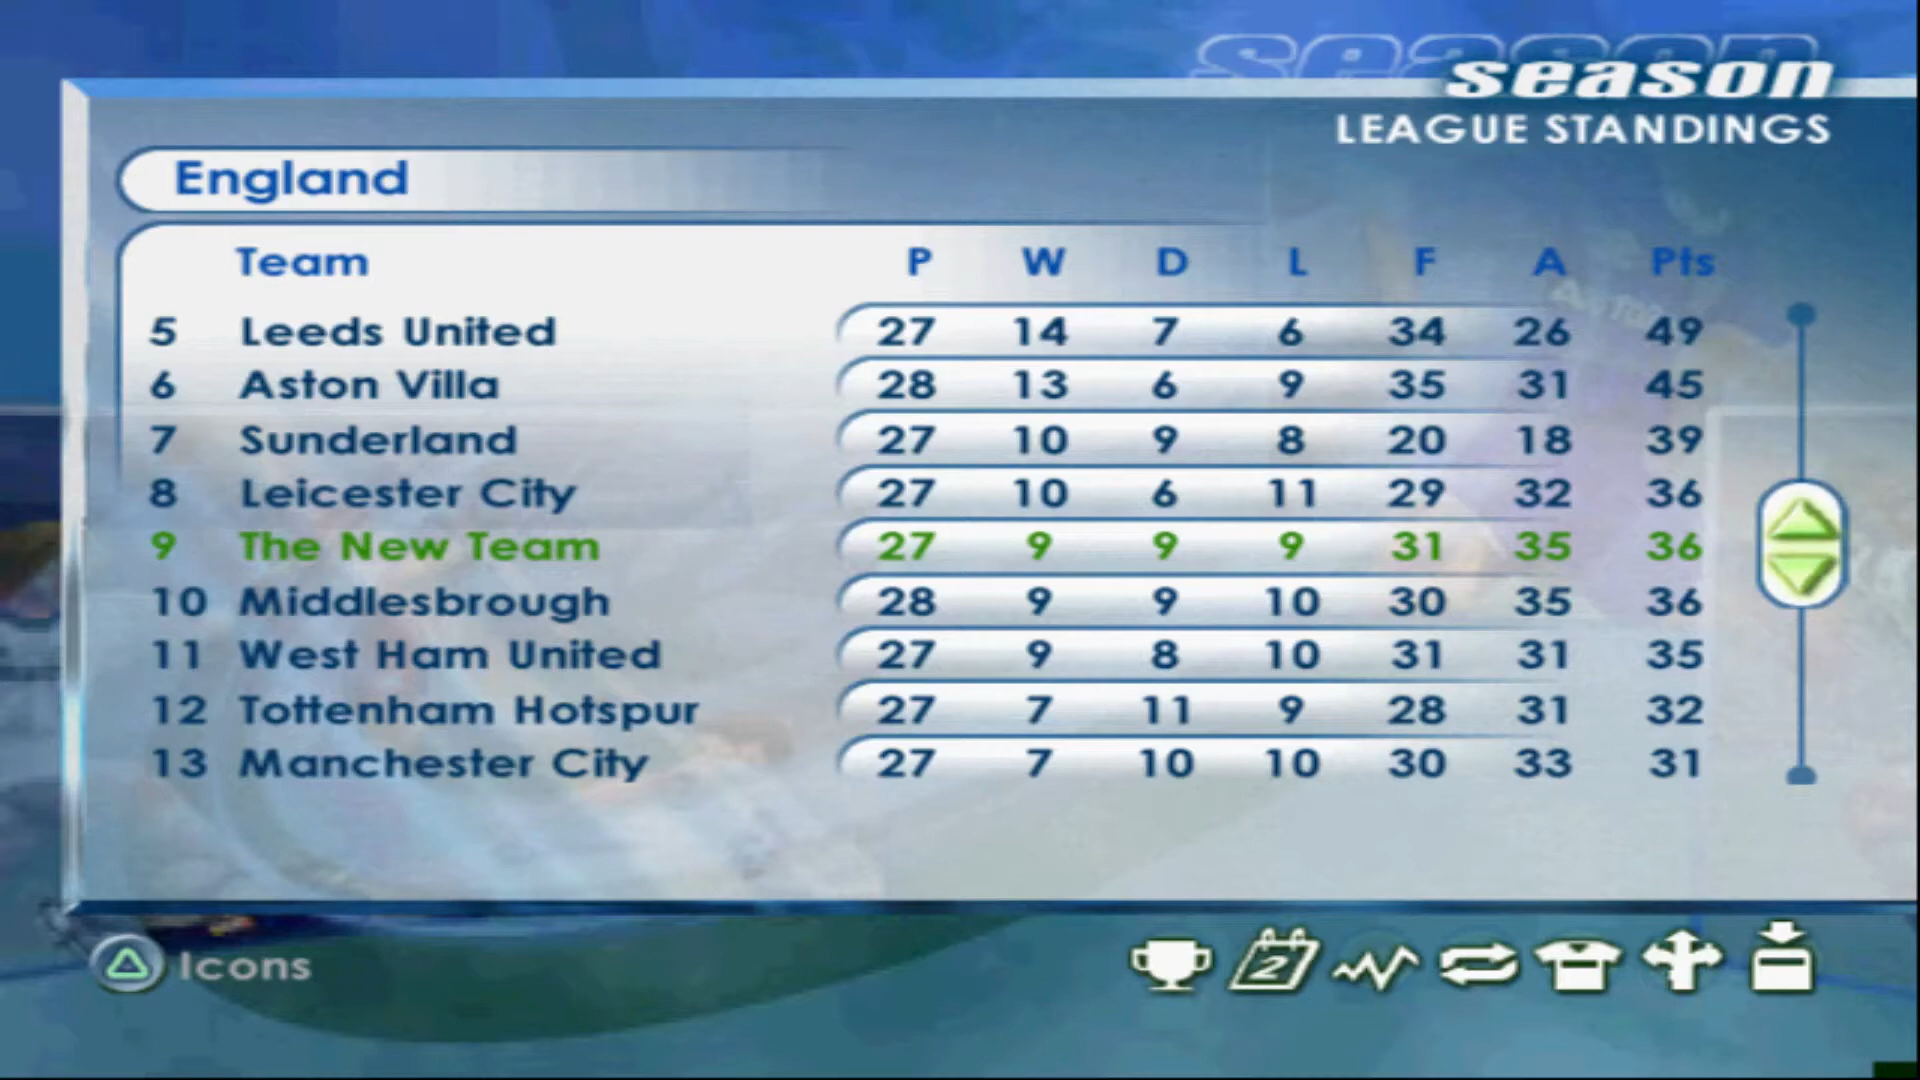 season
season
LEAGUE STANDINGS
England
Team P W D L F A Pts
5 Leeds United 27 14 7 6 34 26 49
6 Aston Villa 28 13 6 9 35 31 45
7 Sunderland 27 10 9 8 20 18 39
8 Leicester City 27 10 6 11 29 32 36
9 The New Team 27 9 9 9 31 35 36
10 Middlesbrough 28 9 9 10 30 35 36
11 West Ham United 27 9 8 10 31 31 35
12 Tottenham Hotspur 27 7 11 9 28 31 32
13 Manchester City 27 7 10 10 30 33 31
Icons
2